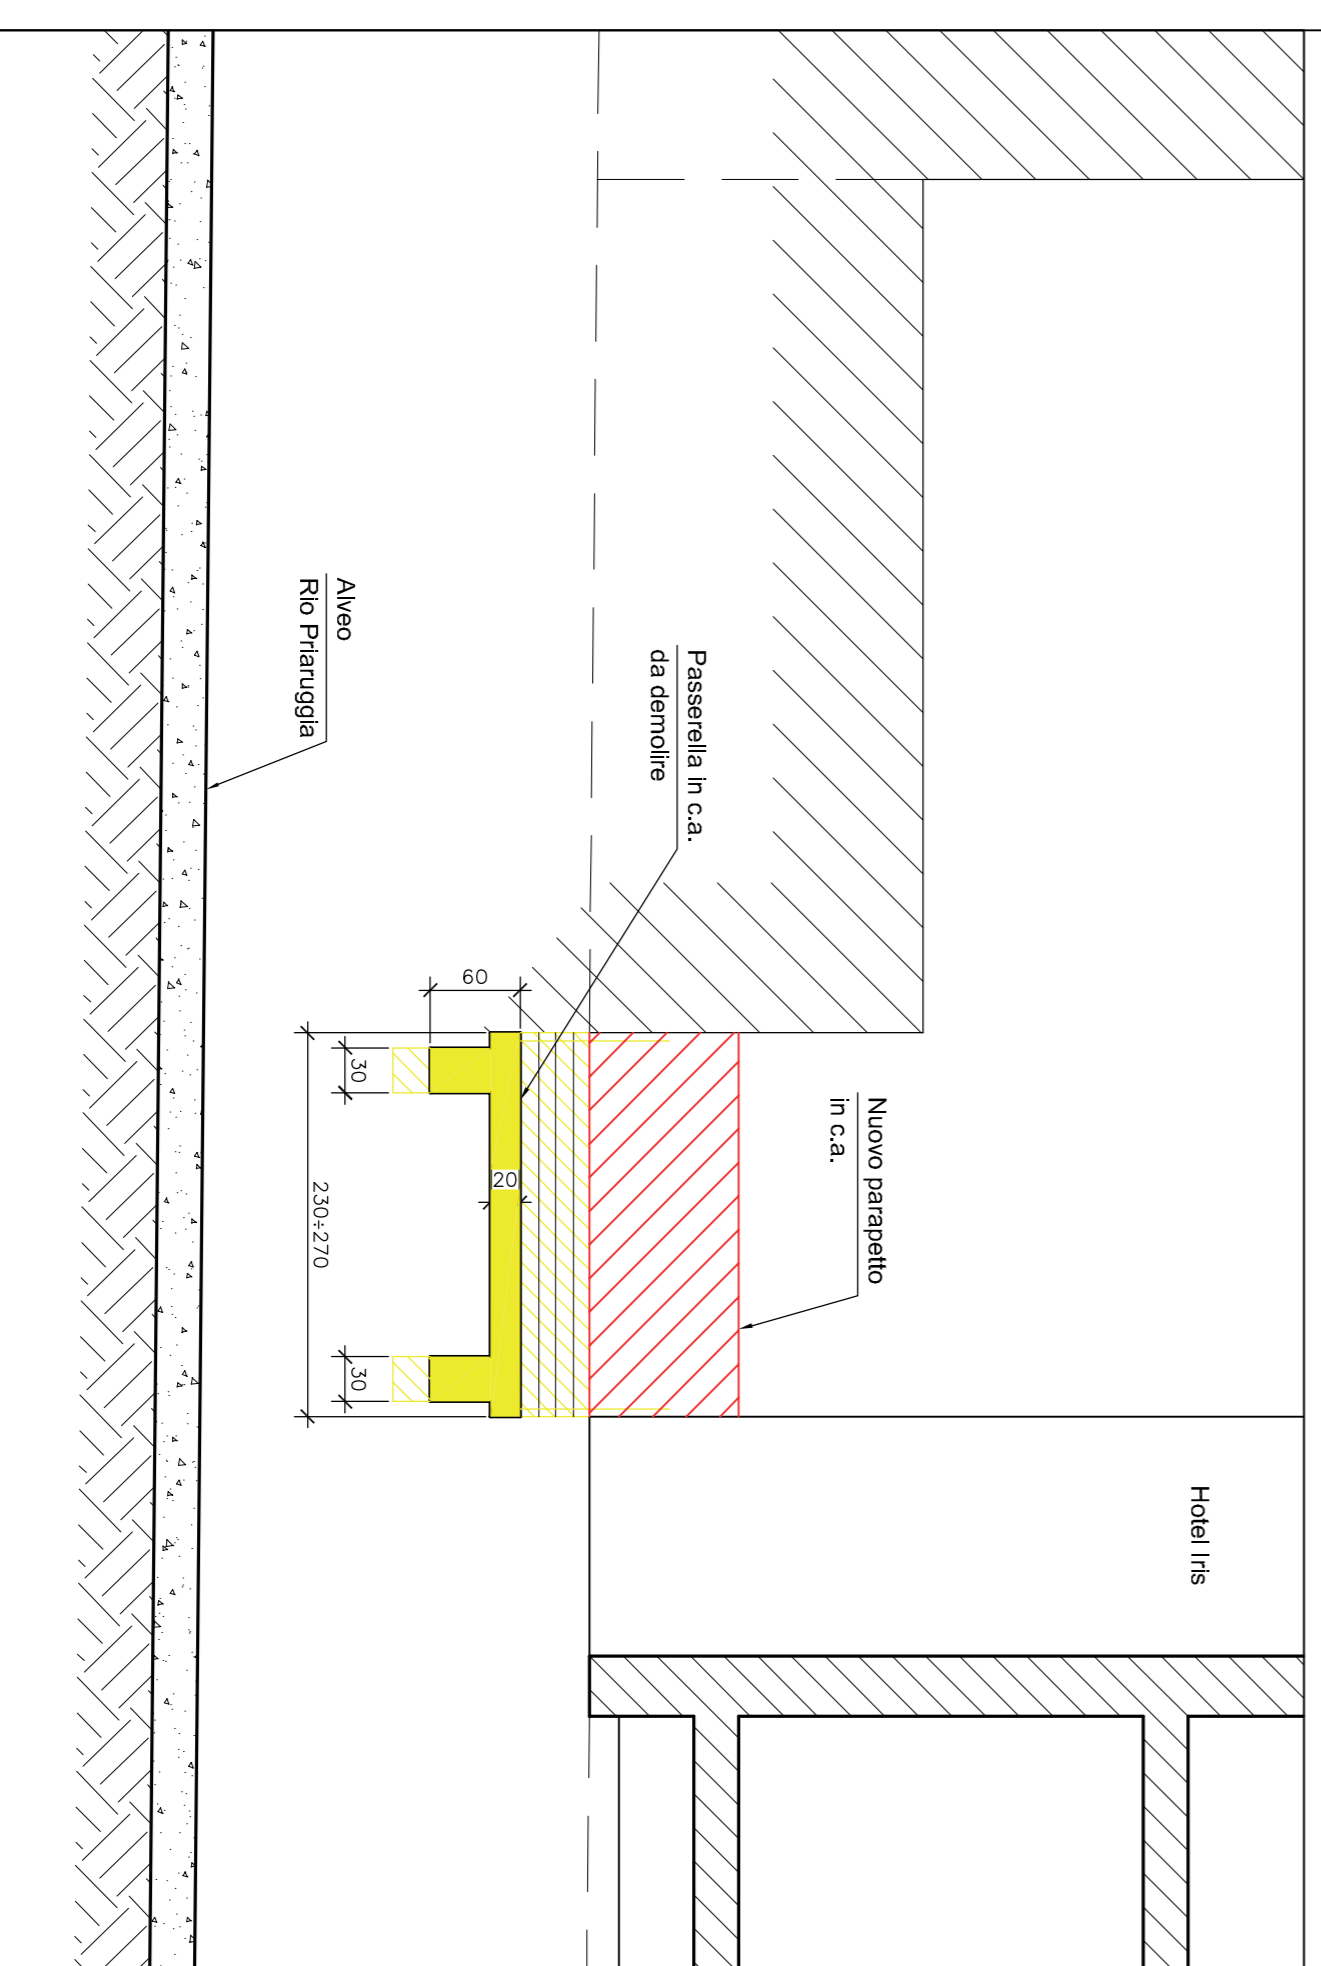 Hotel Iris
Nuovo parapetto
in c.a.
Passerella in c.a.
da demolire
Alveo
Rio Priaruggia
60
30
20
230÷270
30